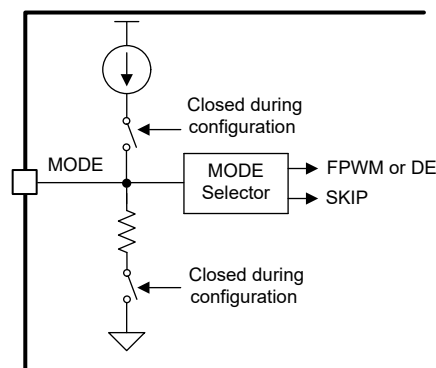 Closed during
configuration
MODE
MODE
Selector
FPWM or DE
SKIP
Closed during
configuration